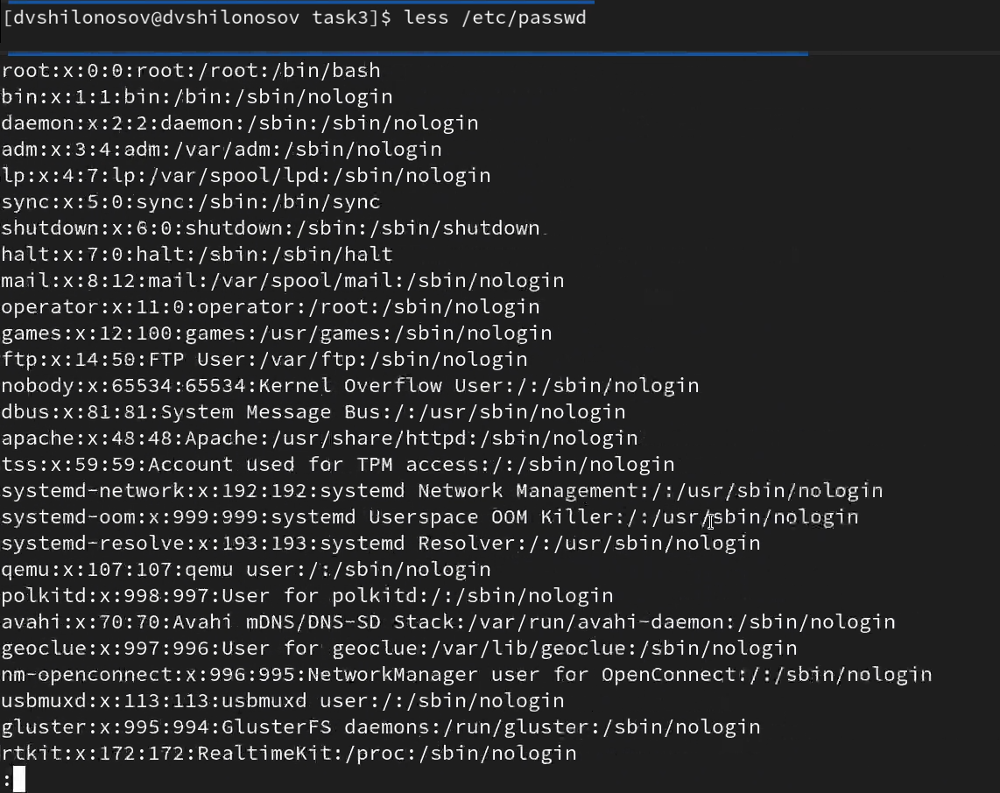 [dvshilonosov@dvshilonosov task3]$ less /etc/passwd
root:x:0:0:root:/root:/bin/bash
bin:x:1:1:bin:/bin:/sbin/nologin
daemon:x:2:2:daemon:/sbin:/sbin/nologin
adm:x:3:4:adm:/var/adm:/sbin/nologin
lp:x:4:7:lp:/var/spool/lpd:/sbin/nologin
sync:x:5:0:sync:/sbin:/bin/sync
shutdown:x:6:0:shutdown:/sbin:/sbin/shutdown
halt:x:7:0:halt:/sbin:/sbin/halt
mail:x:8:12:mail:/var/spool/mail:/sbin/nologin
operator:x:11:0:operator:/root:/sbin/nologin
games:x:12:100:games:/usr/games:/sbin/nologin
ftp:x:14:50:FTP User:/var/ftp:/sbin/nologin
nobody:x:65534:65534:Kernel Overflow User:/:/sbin/nologin
dbus:x:81:81:System Message Bus:/:/usr/sbin/nologin
apache:x:48:48:Apache:/usr/share/httpd:/sbin/nologin
tss:x:59:59:Account used for TPM access:/:/sbin/nologin
systemd-network:x:192:192:systemd Network Management:/:/usr/sbin/nologin
systemd-oom:x:999:999:systemd Userspace OOM Killer:/:/usr/sbin/nologin
systemd-resolve:x:193:193:systemd Resolver:/:/usr/sbin/nologin
qemu:x:107:107:qemu user:/:/sbin/nologin
polkitd:x:998:997:User for polkitd:/:/sbin/nologin
avahi:x:70:70:Avahi mDNS/DNS-SD Stack:/var/run/avahi-daemon:/sbin/nologin
geoclue:x:997:996:User for geoclue:/var/lib/geoclue:/sbin/nologin
nm-openconnect:x:996:995:NetworkManager user for OpenConnect:/:/sbin/nologin
usbmuxd:x:113:113:usbmuxd user:/:/sbin/nologin
gluster:x:995:994:GlusterFS daemons:/run/gluster:/sbin/nologin
rtkit:x:172:172:RealtimeKit:/proc:/sbin/nologin
: